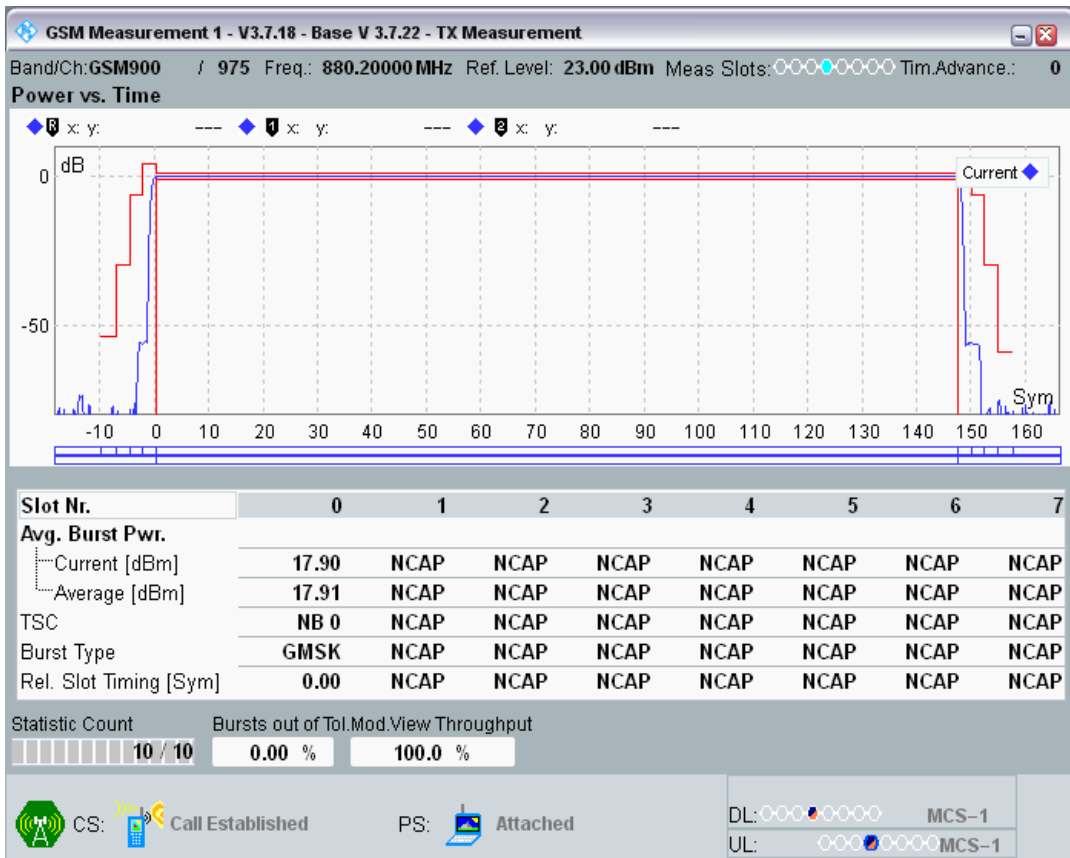 GSM Measurement 1 - V3.7.18 - Base V 3.7.22 - TX Measurement
Band/Ch:GSM900 / 975 Freq.: 880.20000 MHz Ref. Level: 23.00 dBm Meas Slots: Tim.Advance.: 0
Power vs. Time
R x: y: --- 1 x: y: --- 2 x: y: ---
dB
Current
0
-50
Sym
-10 0 10 20 30 40 50 60 70 80 90 100 110 120 130 140 150 160
Slot Nr. 0 1 2 3 4 5 6 7
Avg. Burst Pwr.
Current [dBm] 17.90 NCAP NCAP NCAP NCAP NCAP NCAP NCAP
Average [dBm] 17.91 NCAP NCAP NCAP NCAP NCAP NCAP NCAP
TSC NB 0 NCAP NCAP NCAP NCAP NCAP NCAP NCAP
Burst Type GMSK NCAP NCAP NCAP NCAP NCAP NCAP NCAP
Rel. Slot Timing [Sym] 0.00 NCAP NCAP NCAP NCAP NCAP NCAP NCAP
Statistic Count Bursts out of Tol.Mod.View Throughput
10 / 10 0.00 % 100.0 %
CS: Call Established PS: Attached
DL: MCS-1
UL: MCS-1